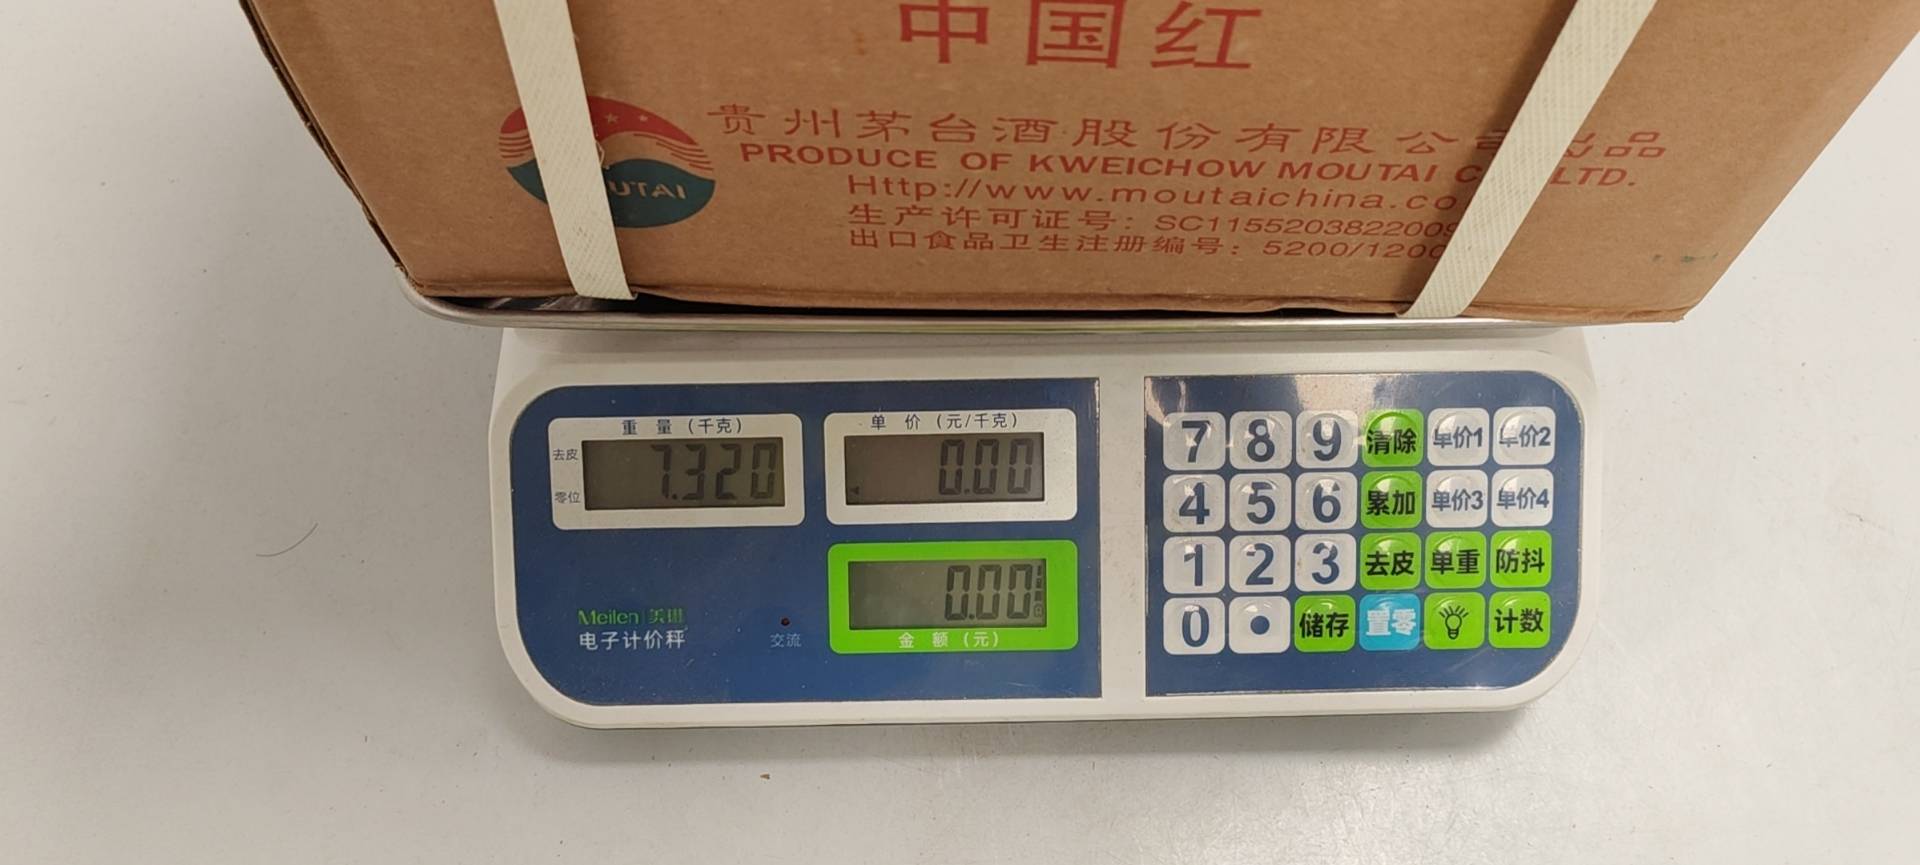 中国红
贵州茅台酒股份有限公司出品
PRODUCE OF KWEICHOW MOUTAI LTD.
UTAI
Http://www.moutaichina.co
生产许可证号：SC1155203822009
出口食品卫生注册编号：5200/1200
重 量 (千克)
去皮
零位
7.320
单 价 (元/千克)
0.00
0.00
金 额 (元)
Meilen 美琳
电子计价秤
交流
7 8 9 清除 单价1 单价2
4 5 6 累加 单价3 单价4
1 2 3 去皮 单重 防抖
0 • 储存 置零 计数